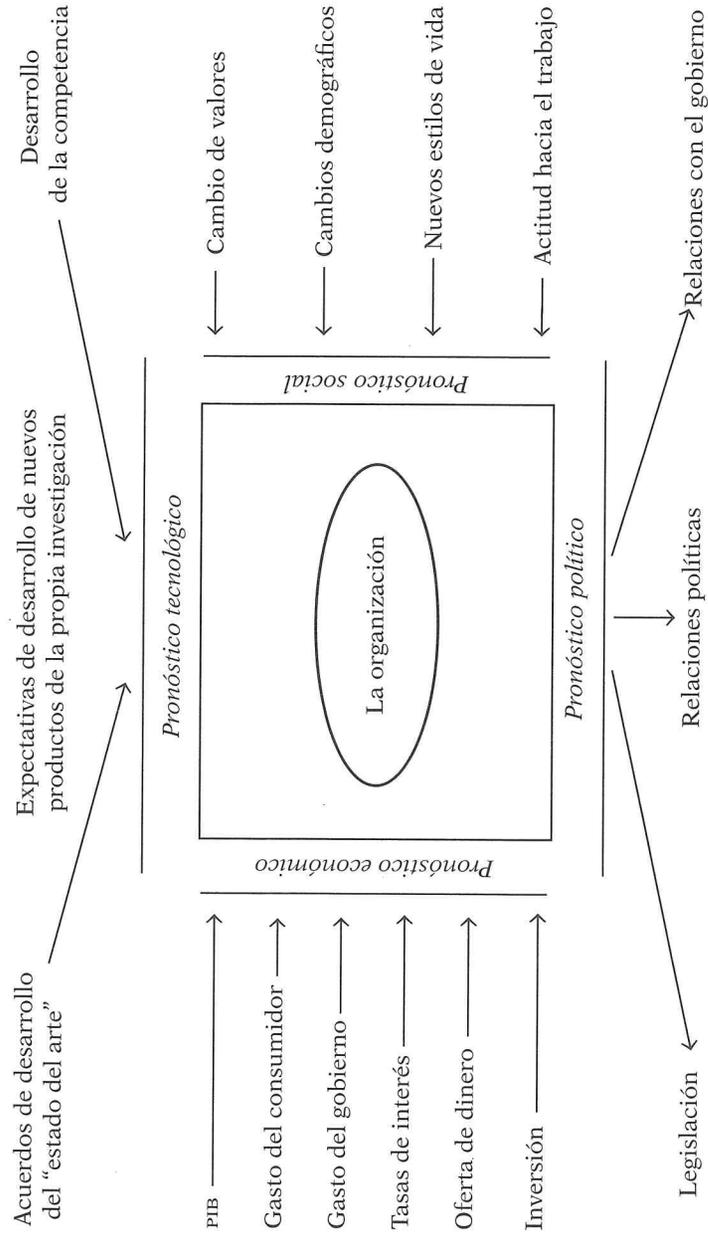 Acuerdos de desarrollo
del “estado del arte”
Expectativas de desarrollo de nuevos
productos de la propia investigación
Desarrollo
de la competencia
Pronóstico tecnológico
PIB
Gasto del consumidor
Gasto del gobierno
Tasas de interés
Oferta de dinero
Inversión
Pronóstico económico
La organización
Pronóstico social
Cambio de valores
Cambios demográficos
Nuevos estilos de vida
Actitud hacia el trabajo
Pronóstico político
Legislación
Relaciones políticas
Relaciones con el gobierno